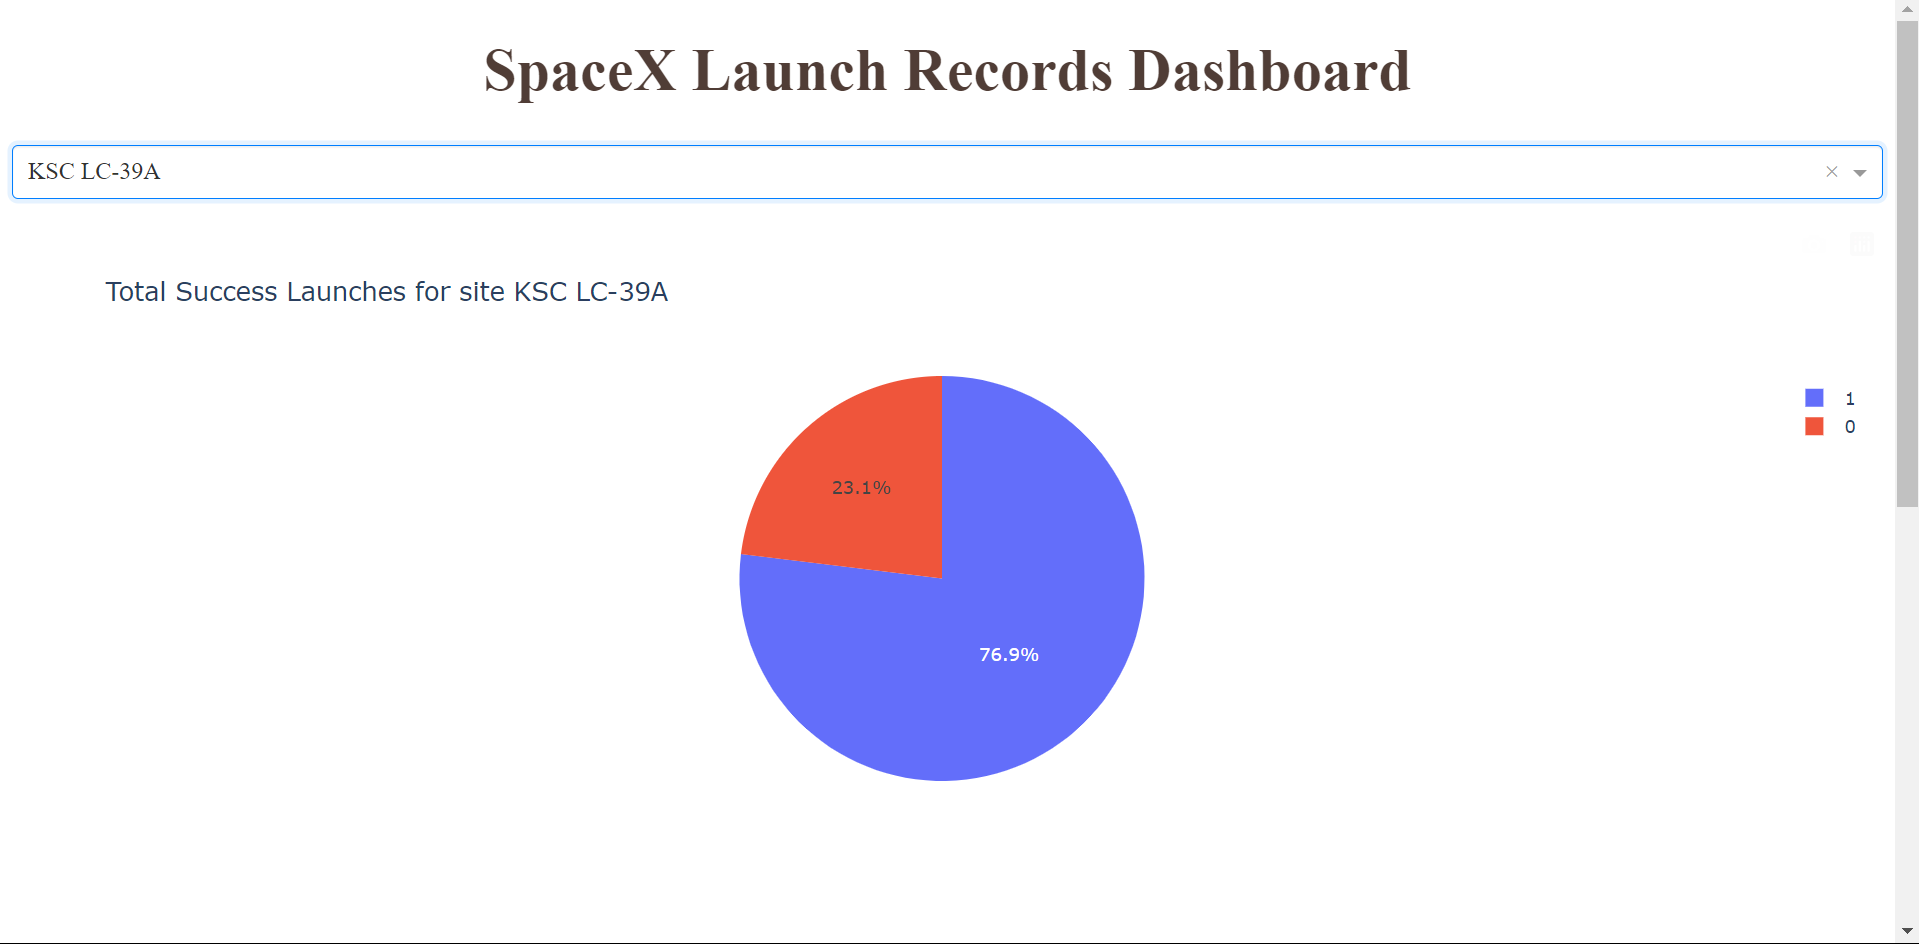 SpaceX Launch Records Dashboard
KSC LC-39A
Total Success Launches for site KSC LC-39A
1
0
23.1%
76.9%